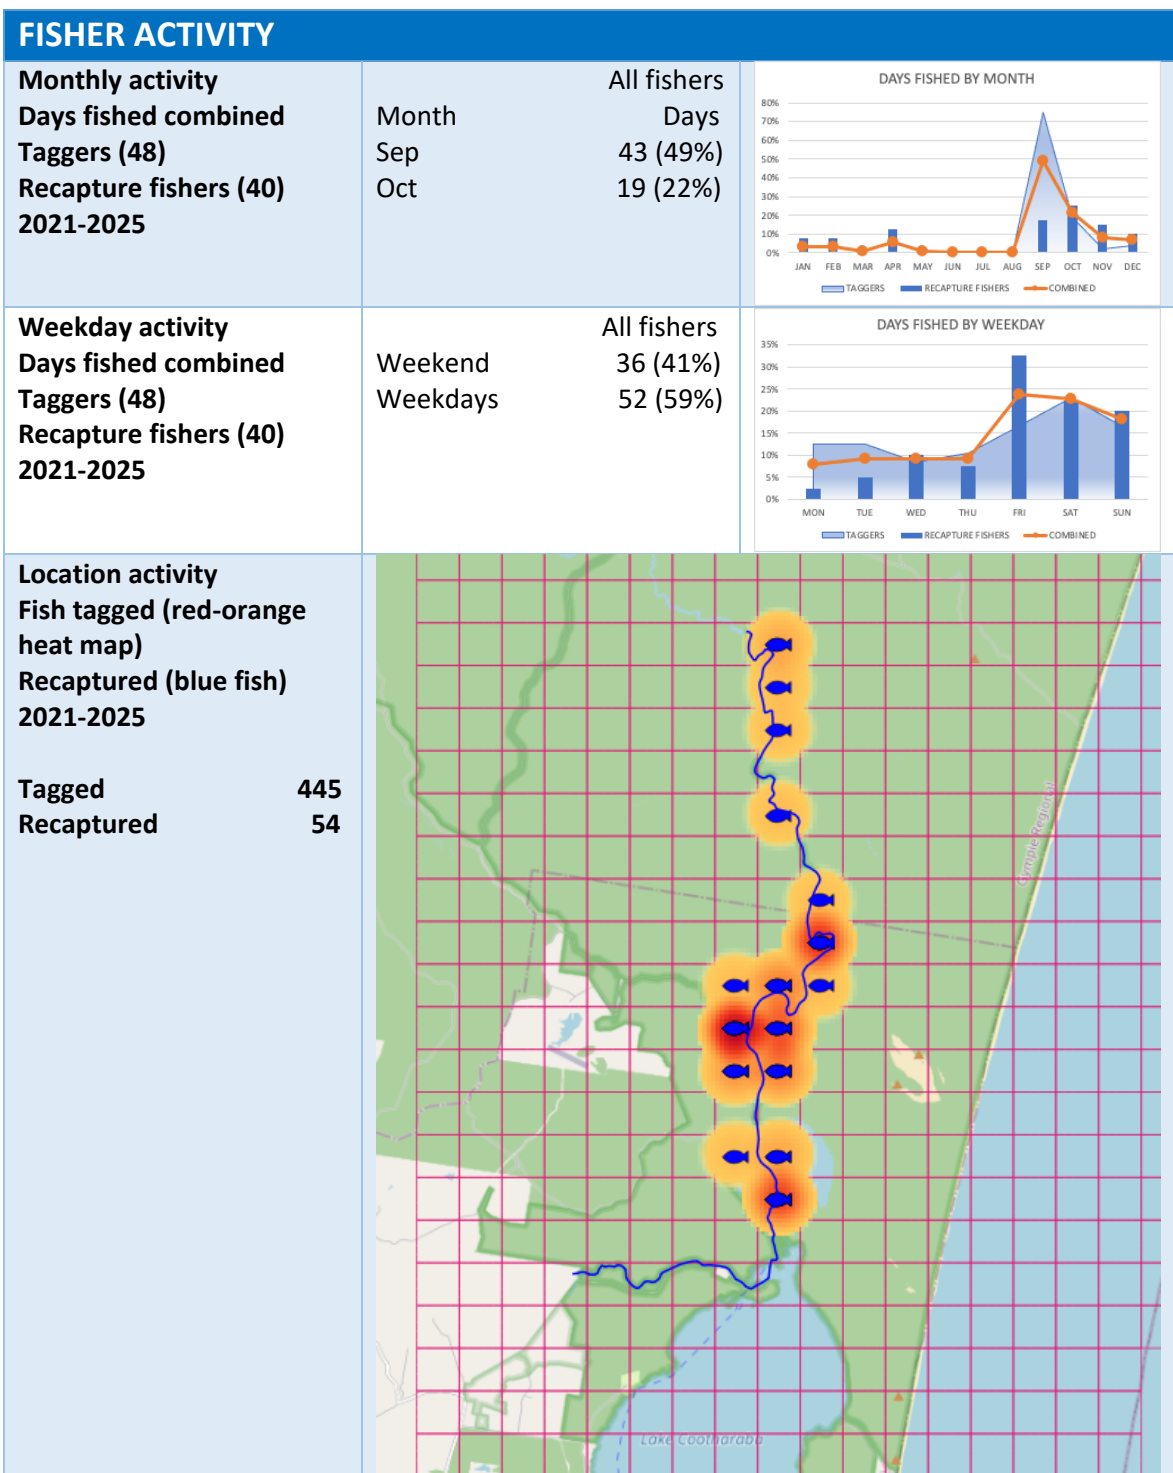 FISHER ACTIVITY
Monthly activity
Days fished combined
Taggers (48)
Recapture fishers (40)
2021-2025
All fishers
Month Days
Sep 43 (49%)
Oct 19 (22%)
DAYS FISHED BY MONTH
80%
70%
60%
50%
40%
30%
20%
10%
0%
JAN FEB MAR APR MAY JUN JUL AUG SEP OCT NOV DEC
TAGGERS RECAPTURE FISHERS COMBINED
Weekday activity
Days fished combined
Taggers (48)
Recapture fishers (40)
2021-2025
All fishers
Weekend 36 (41%)
Weekdays 52 (59%)
DAYS FISHED BY WEEKDAY
35%
30%
25%
20%
15%
10%
5%
0%
MON TUE WED THU FRI SAT SUN
TAGGERS RECAPTURE FISHERS COMBINED
Location activity
Fish tagged (red-orange
heat map)
Recaptured (blue fish)
2021-2025
Tagged 445
Recaptured 54
Gympie Regional
Lake Cootharaba